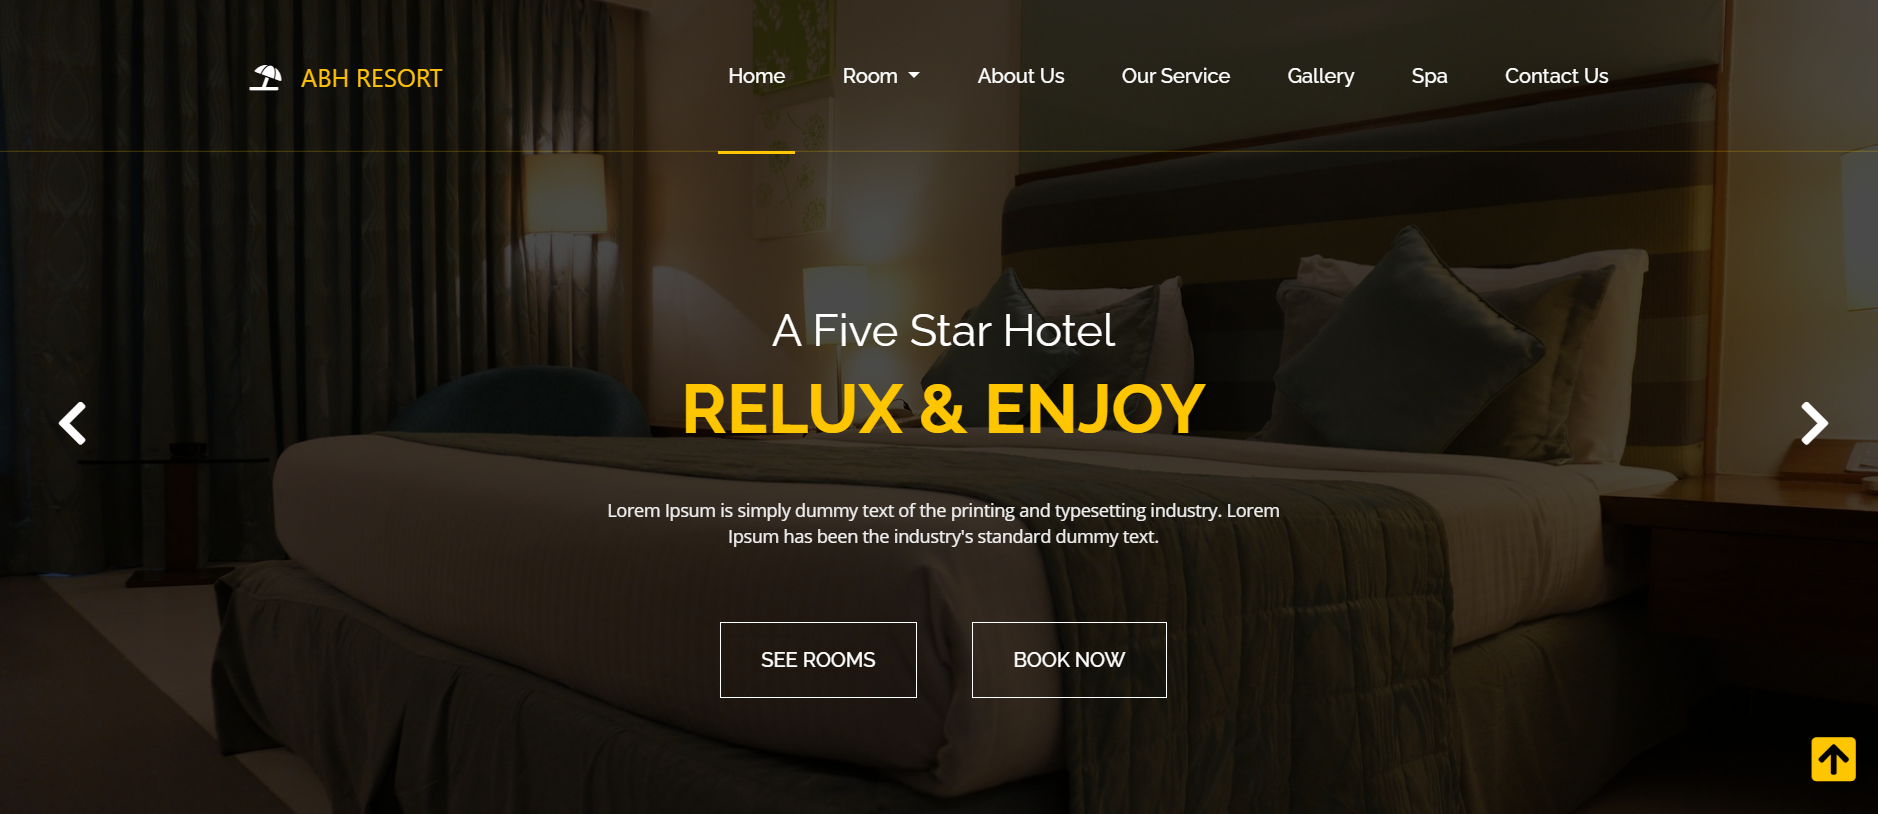 ABH RESORT
Home Room About Us Our Service Gallery Spa Contact Us
A Five Star Hotel
RELUX & ENJOY
Lorem Ipsum is simply dummy text of the printing and typesetting industry. Lorem
Ipsum has been the industry's standard dummy text.
SEE ROOMS BOOK NOW